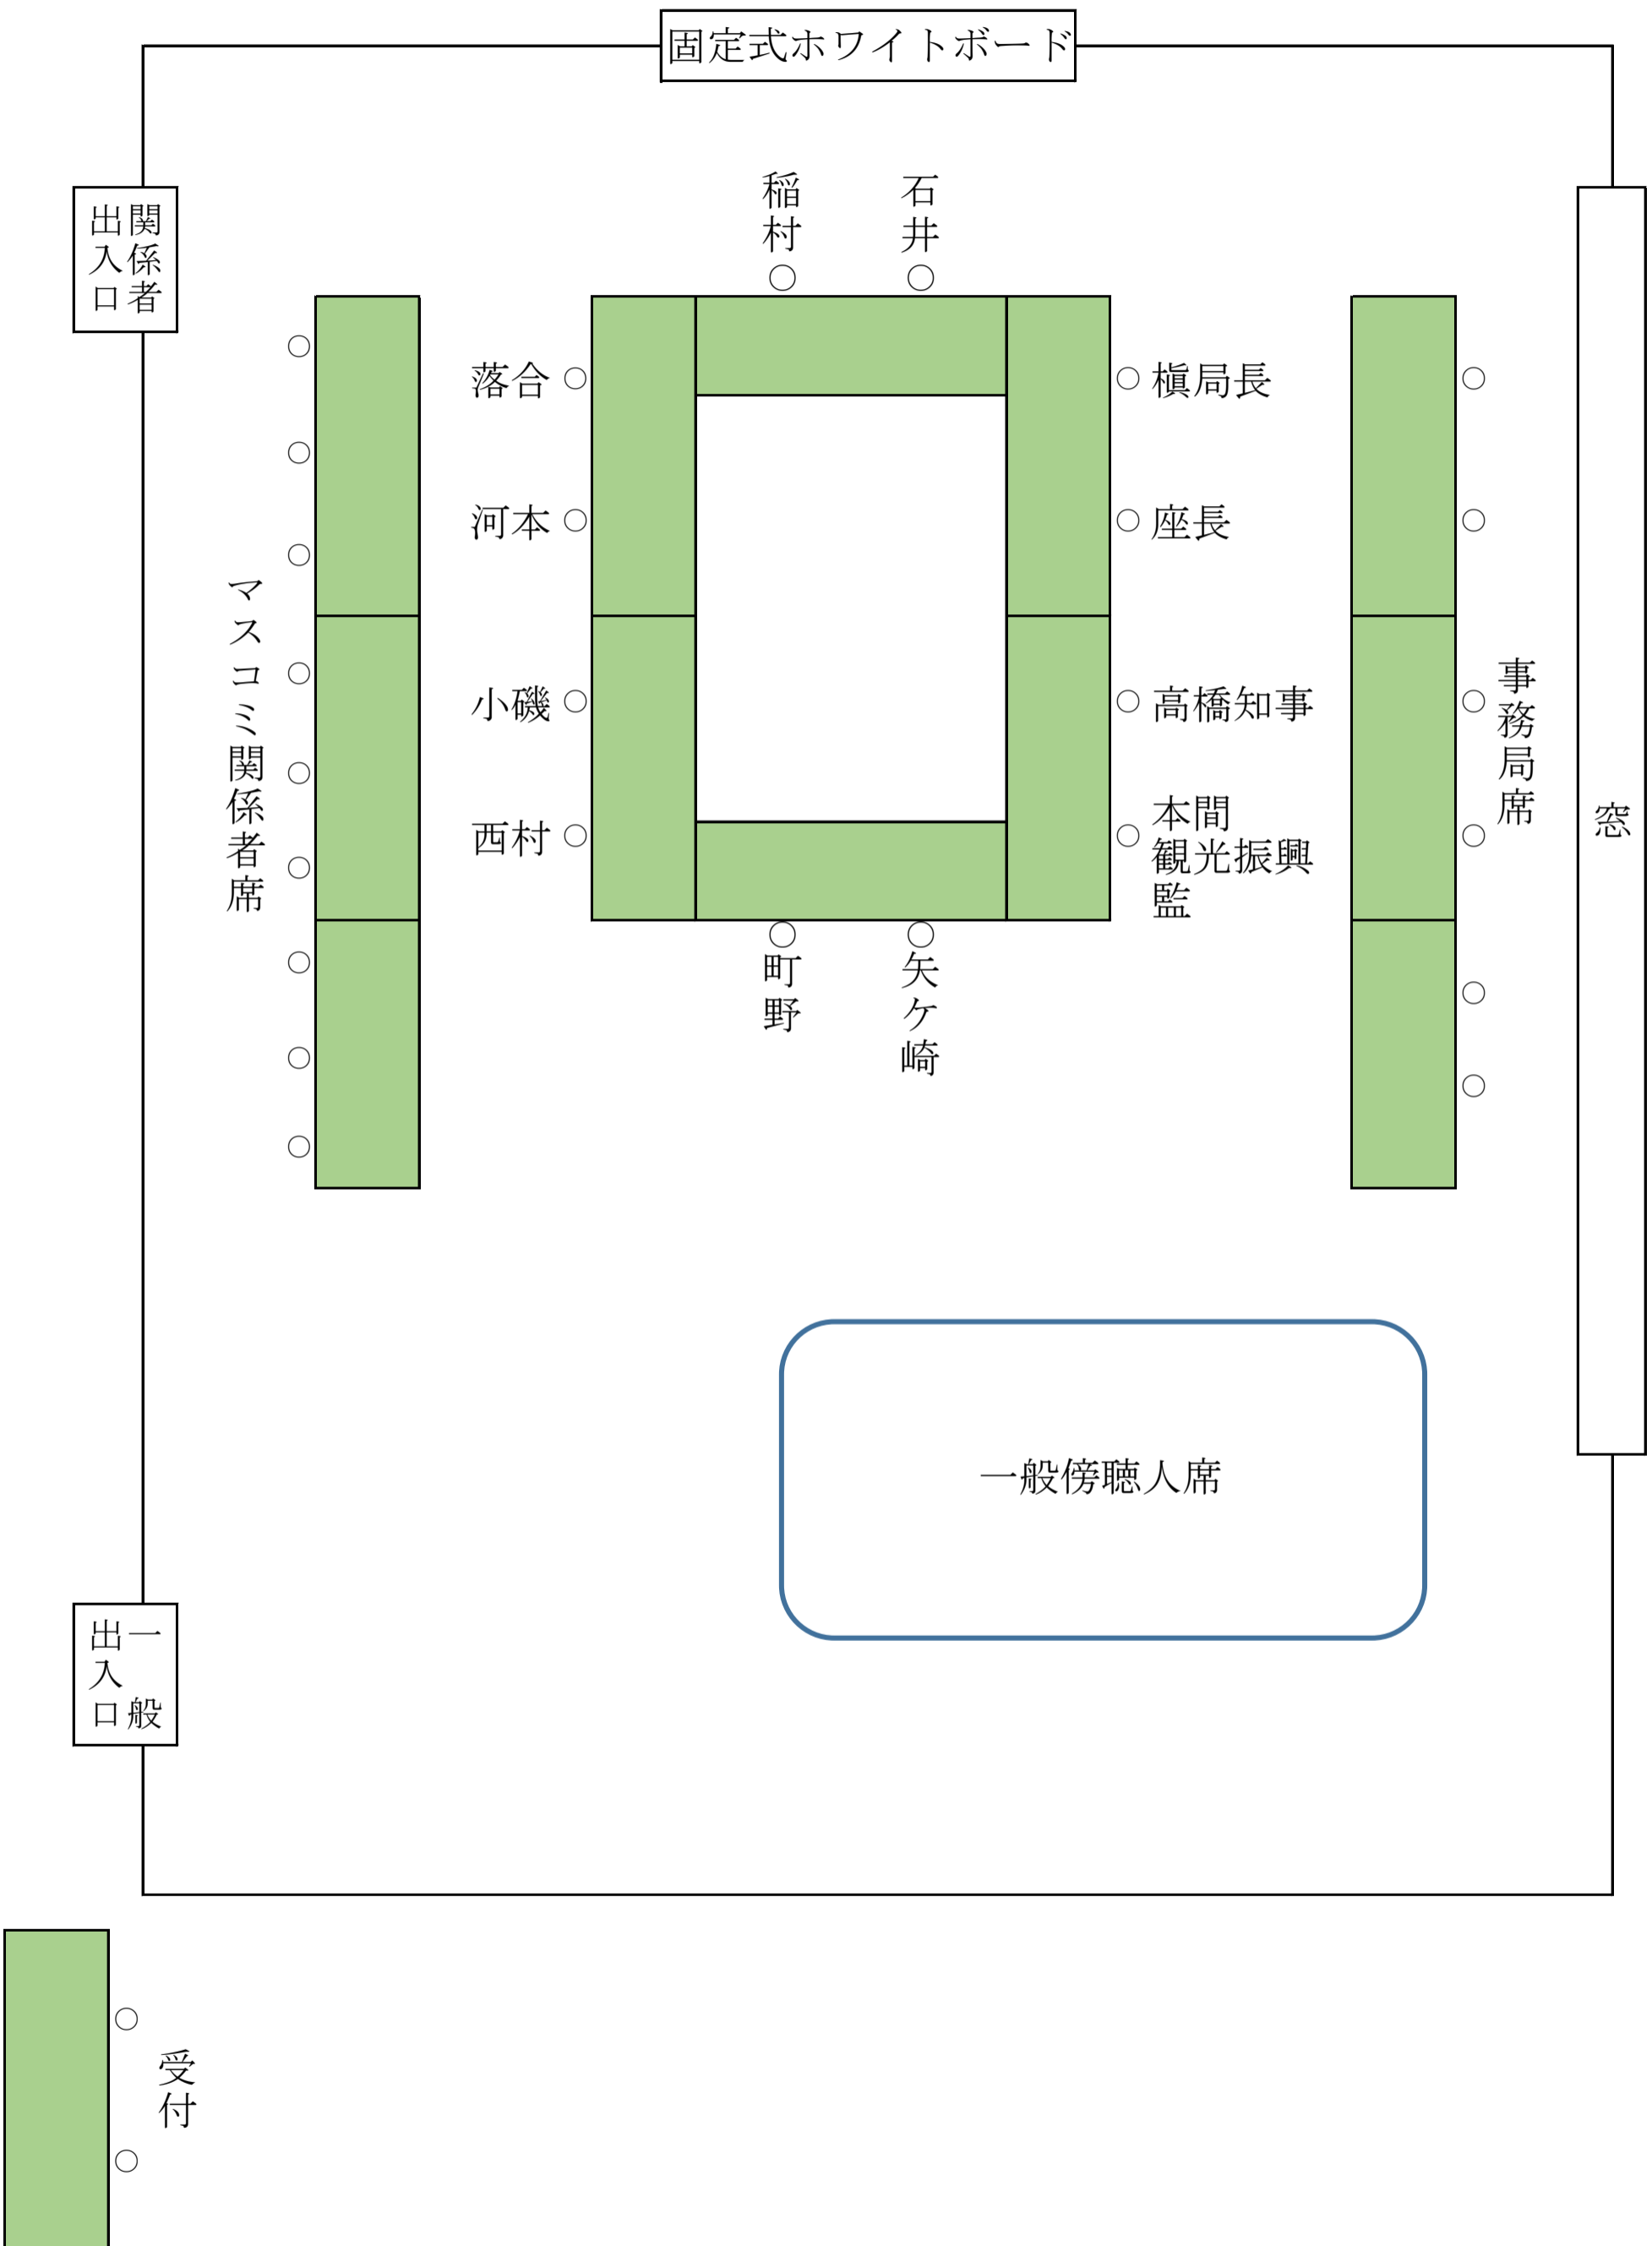 固定式ホワイトボード
関係者
出入口
稲村
石井
落合
槇局長
河本
座長
小磯
高橋知事
西村
本間
観光振興
監
町野
矢ケ崎
マスコミ関係者席
事務局席
窓
一般傍聴人席
一般
出入口
受付